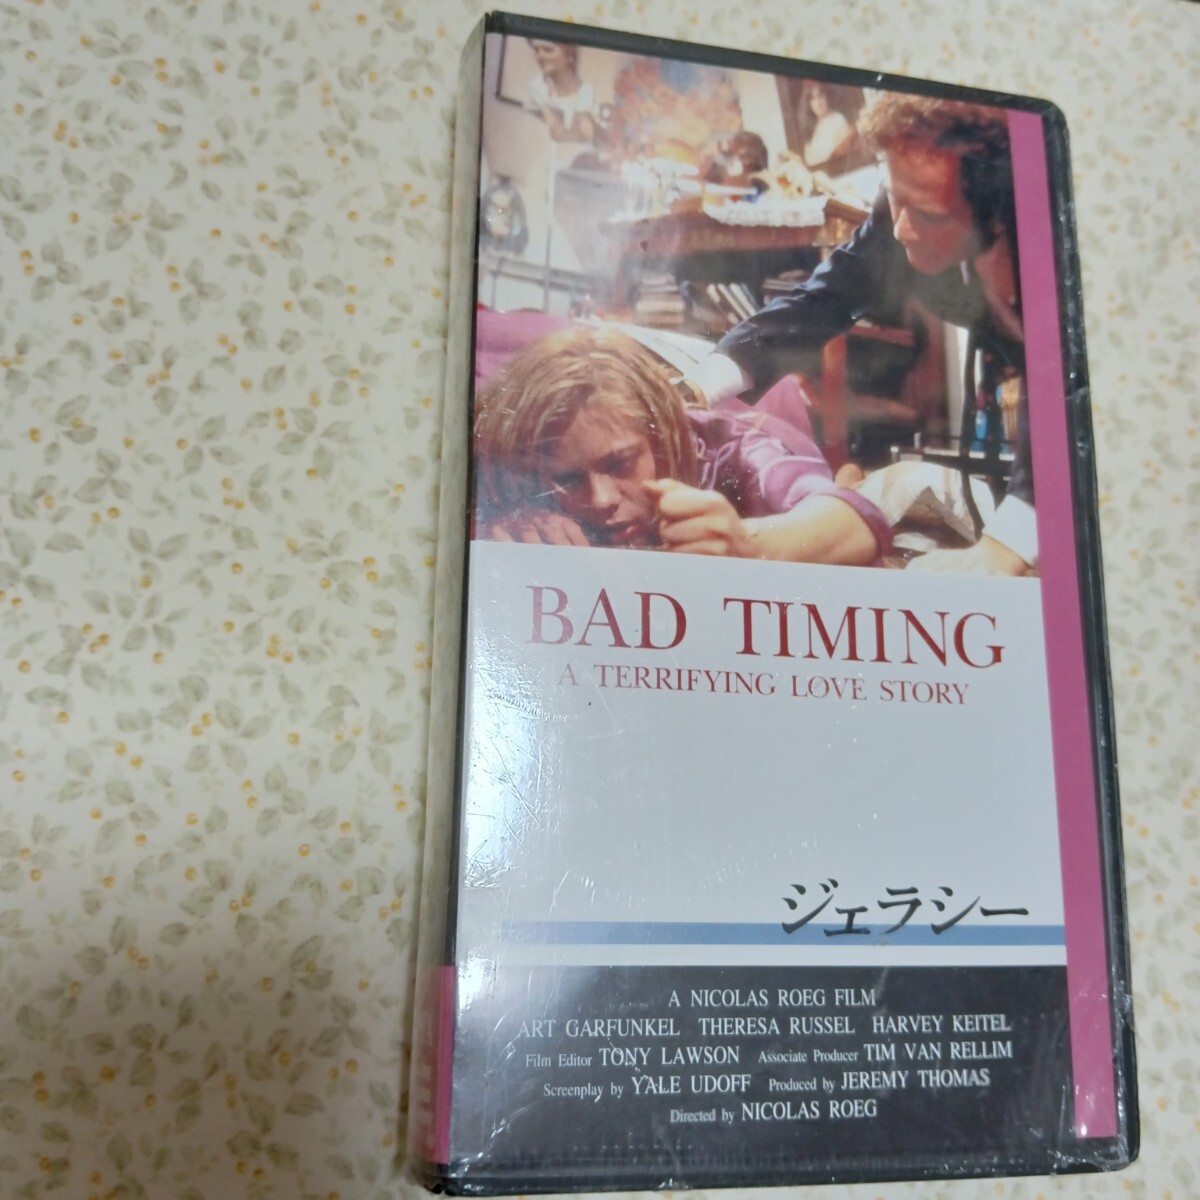 BAD TIMING
A TERRIFYING LOVE STORY
ジェラシー
A NICOLAS ROEG FILM
ART GARFUNKEL THERESA RUSSEL HARVEY KEITEL
Film Editor TONY LAWSON Associate Producer TIM VAN RELLIM
Screenplay by YALE UDOFF Produced by JEREMY THOMAS
Directed by NICOLAS ROEG